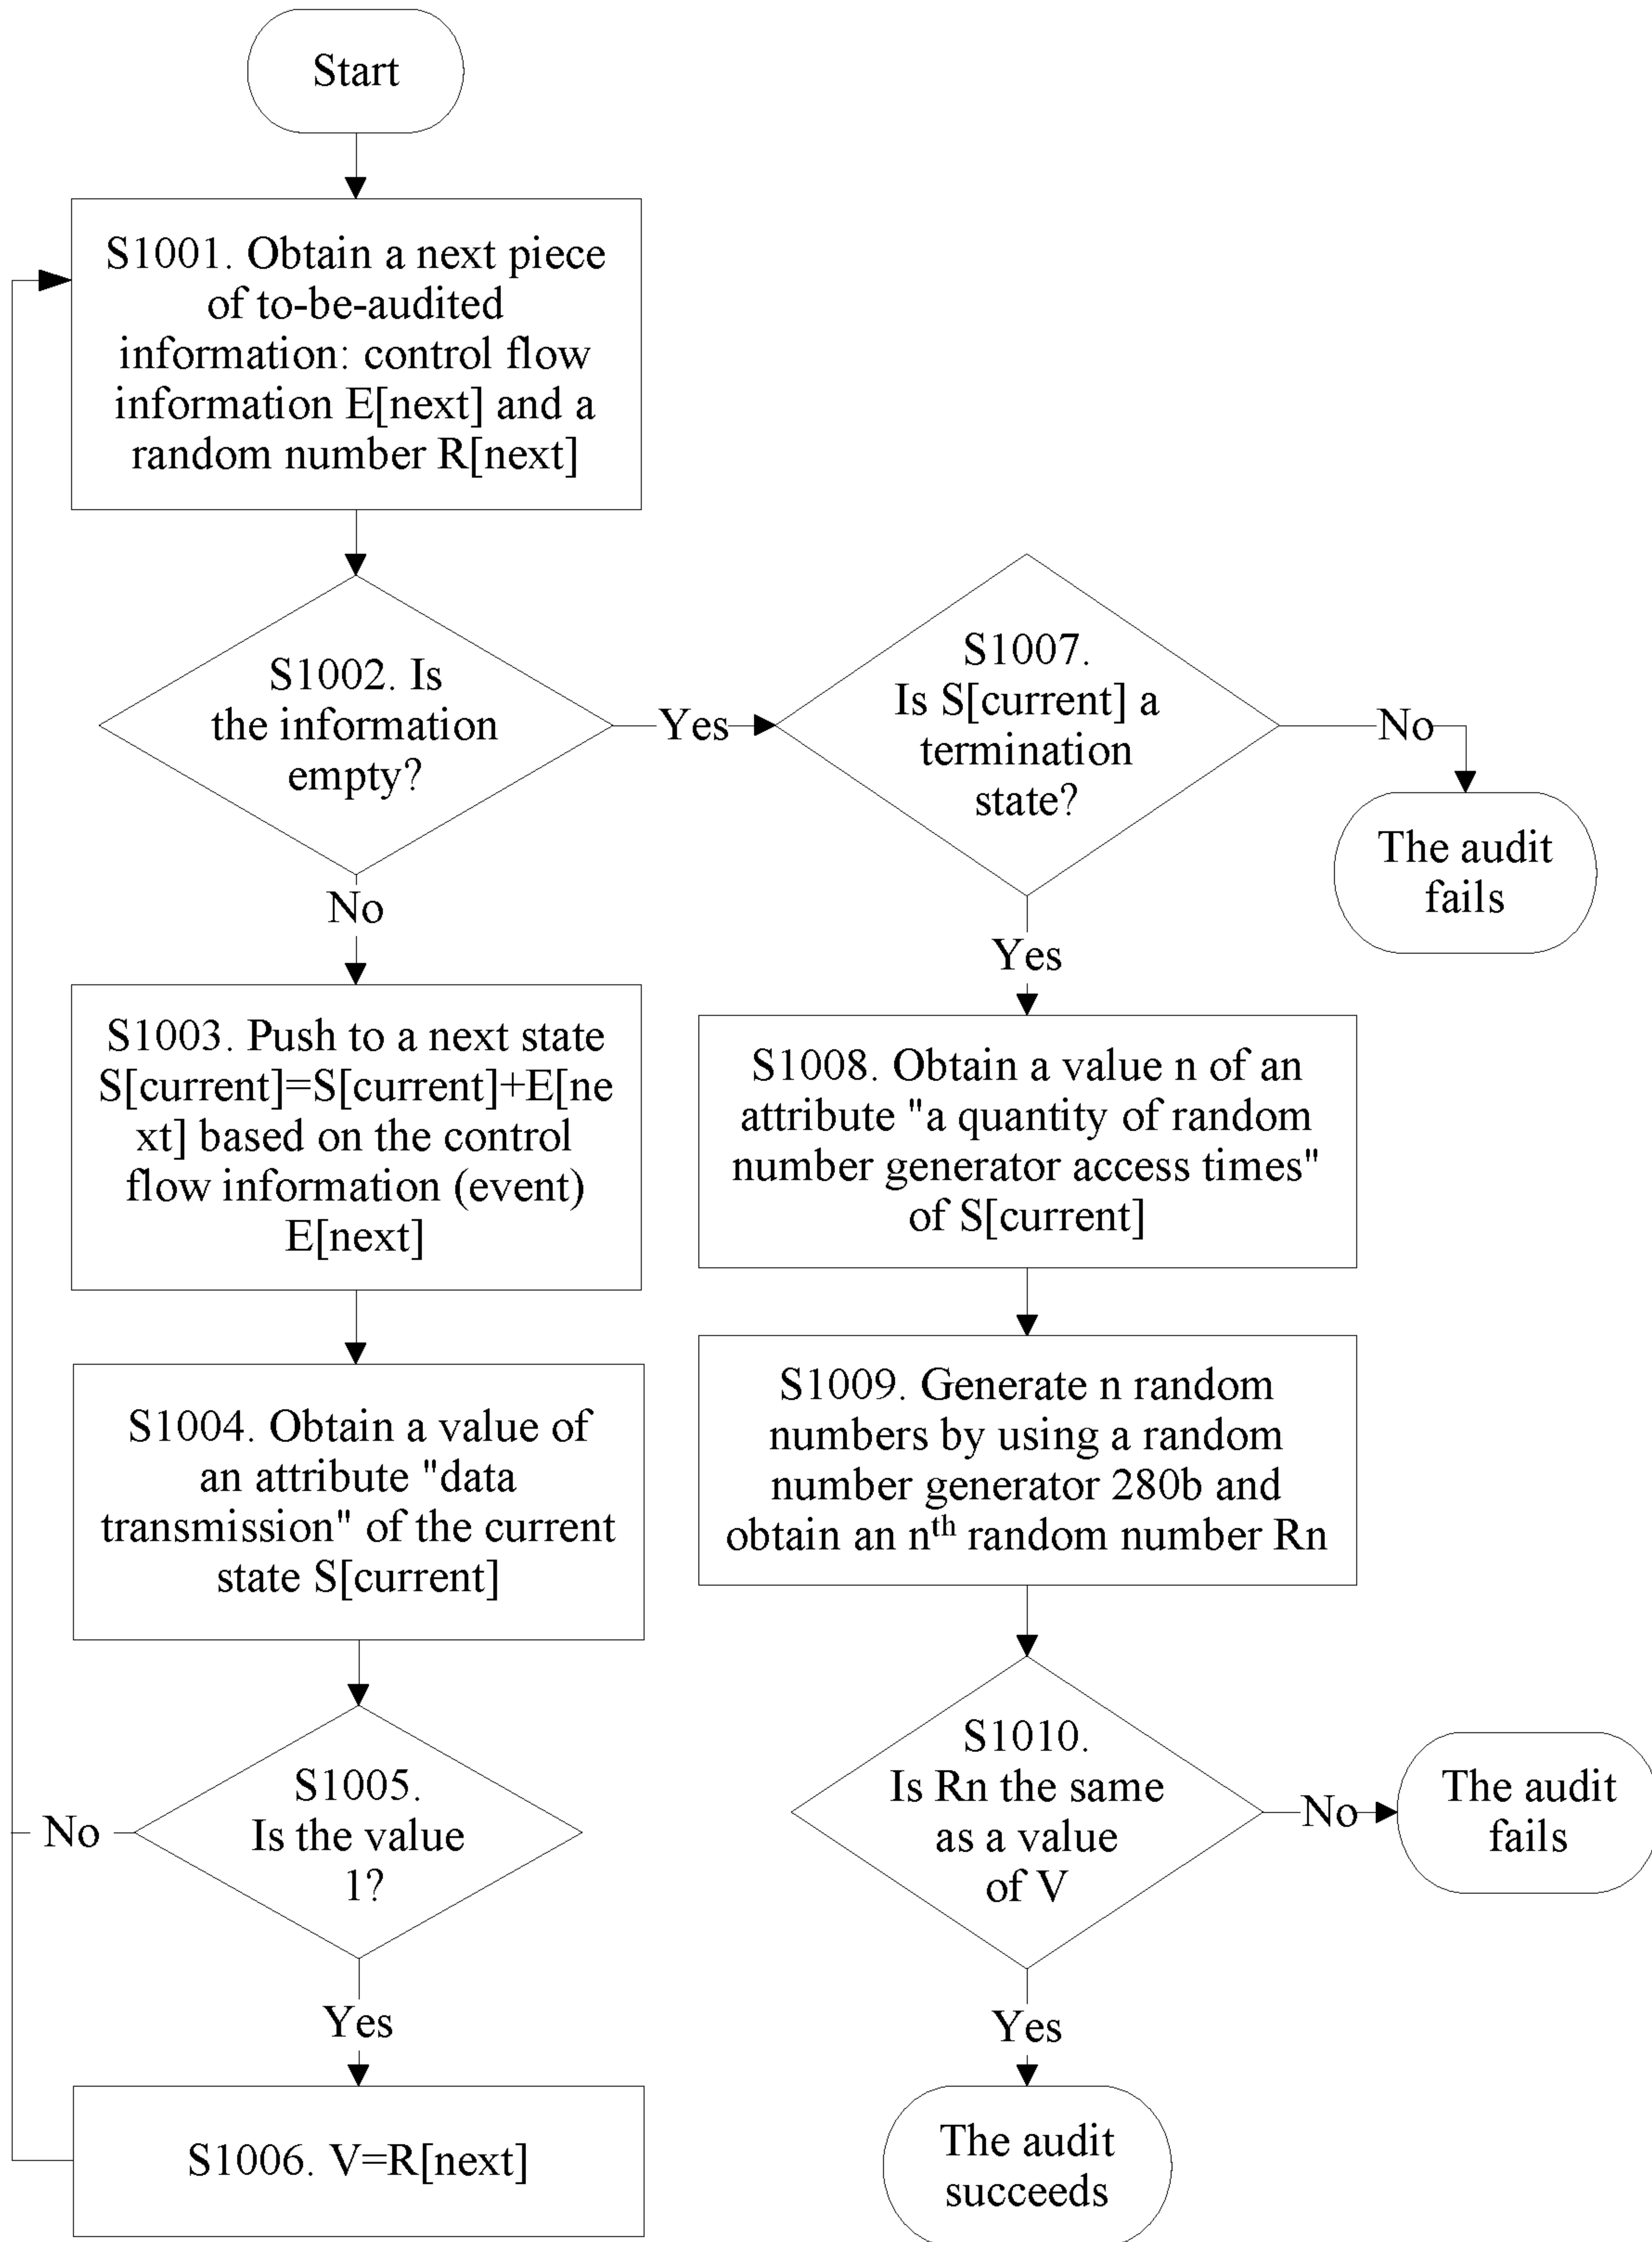 Start
S1001. Obtain a next piece
of to-be-audited
information: control flow
information E[next] and a
random number R[next]
S1002. Is
the information
empty?
Yes
No
S1003. Push to a next state
S[current]=S[current]+E[ne
xt] based on the control
flow information (event)
E[next]
S1004. Obtain a value of
an attribute "data
transmission" of the current
state S[current]
S1005.
Is the value
1?
No
Yes
S1006. V=R[next]
S1007.
Is S[current] a
termination
state?
No
The audit
fails
Yes
S1008. Obtain a value n of an
attribute "a quantity of random
number generator access times"
of S[current]
S1009. Generate n random
numbers by using a random
number generator 280b and
obtain an nth random number Rn
S1010.
Is Rn the same
as a value
of V
No
The audit
fails
Yes
The audit
succeeds